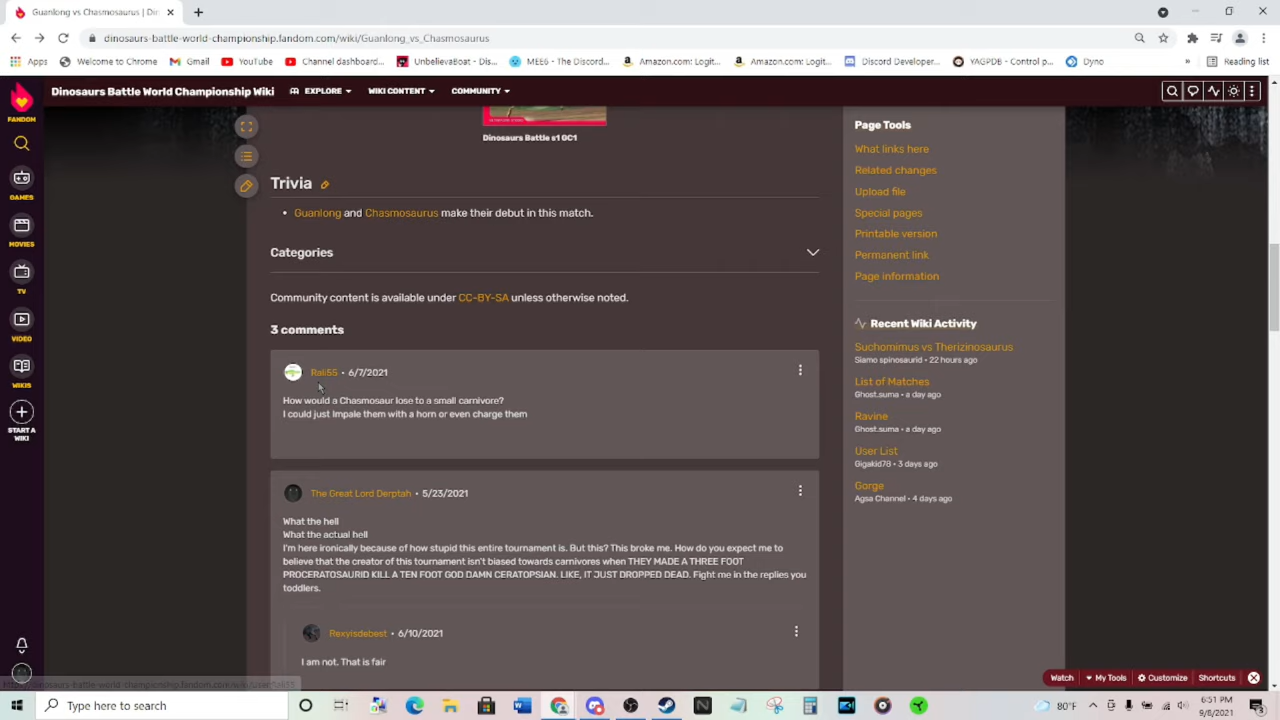 Guanlong vs Chasmosaurus | Din
dinosaurs-battle-world-championship.fandom.com/wiki/Guanlong_vs_Chasmosaurus
Apps Welcome to Chrome Gmail YouTube Channel dashboard... UnbelievaBoat - Dis... MEE6 - The Discord... Amazon.com: Logit... Amazon.com: Logit... Discord Developer... YAGPDB - Control p... Dyno » Reading list
FANDOM
GAMES
MOVIES
TV
VIDEO
WIKIS
START A
WIKI
Dinosaurs Battle World Championship Wiki EXPLORE WIKI CONTENT COMMUNITY
Dinosaurs Battle s1 GC1
Trivia
• Guanlong and Chasmosaurus make their debut in this match.
Categories
Community content is available under CC-BY-SA unless otherwise noted.
3 comments
Rali55 • 6/7/2021
How would a Chasmosaur lose to a small carnivore?
I could just Impale them with a horn or even charge them
The Great Lord Derptah • 5/23/2021
What the hell
What the actual hell
I'm here ironically because of how stupid this entire tournament is. But this? This broke me. How do you expect me to
believe that the creator of this tournament isn't biased towards carnivores when THEY MADE A THREE FOOT
PROCERATOSAURID KILL A TEN FOOT GOD DAMN CERATOPSIAN. LIKE, IT JUST DROPPED DEAD. Fight me in the replies you
toddlers.
Rexyisdebest • 6/10/2021
I am not. That is fair
Page Tools
What links here
Related changes
Upload file
Special pages
Printable version
Permanent link
Page information
Recent Wiki Activity
Suchomimus vs Therizinosaurus
Siamo spinosaurid • 22 hours ago
List of Matches
Ghost.suma • a day ago
Ravine
Ghost.suma • a day ago
User List
Gigakid78 • 3 days ago
Gorge
Agsa Channel • 4 days ago
https://dinosaurs-battle-world-championship.fandom.com/wiki/User:Rali55
Watch My Tools Customize Shortcuts
Type here to search
80°F
6:51 PM
9/8/2021